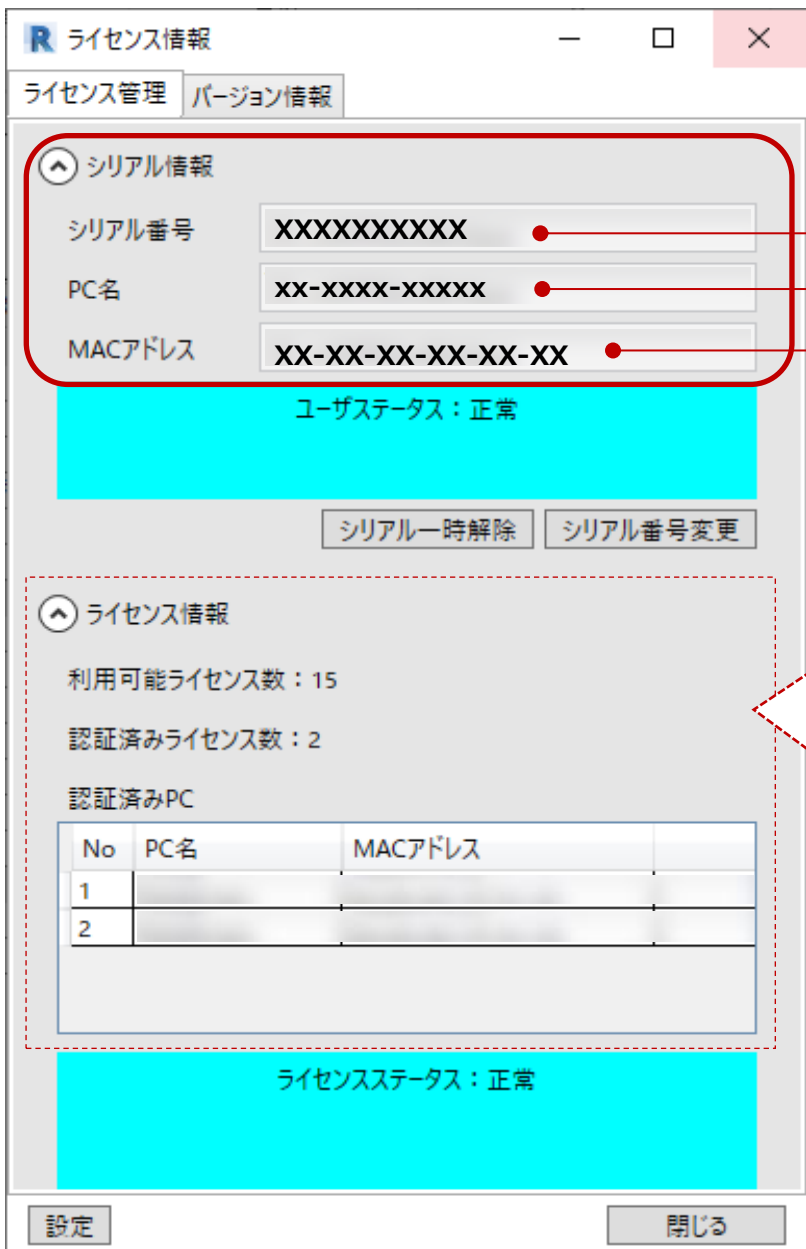 R ライセンス情報
ライセンス管理 バージョン情報
シリアル情報
シリアル番号 XXXXXXXXXX
PC名 xx-xxxx-xxxxx
MACアドレス XX-XX-XX-XX-XX-XX
ユーザステータス：正常
シリアル一時解除 シリアル番号変更
ライセンス情報
利用可能ライセンス数：15
認証済みライセンス数：2
認証済みPC
No PC名 MACアドレス
1
2
ライセンスステータス：正常
設定 閉じる